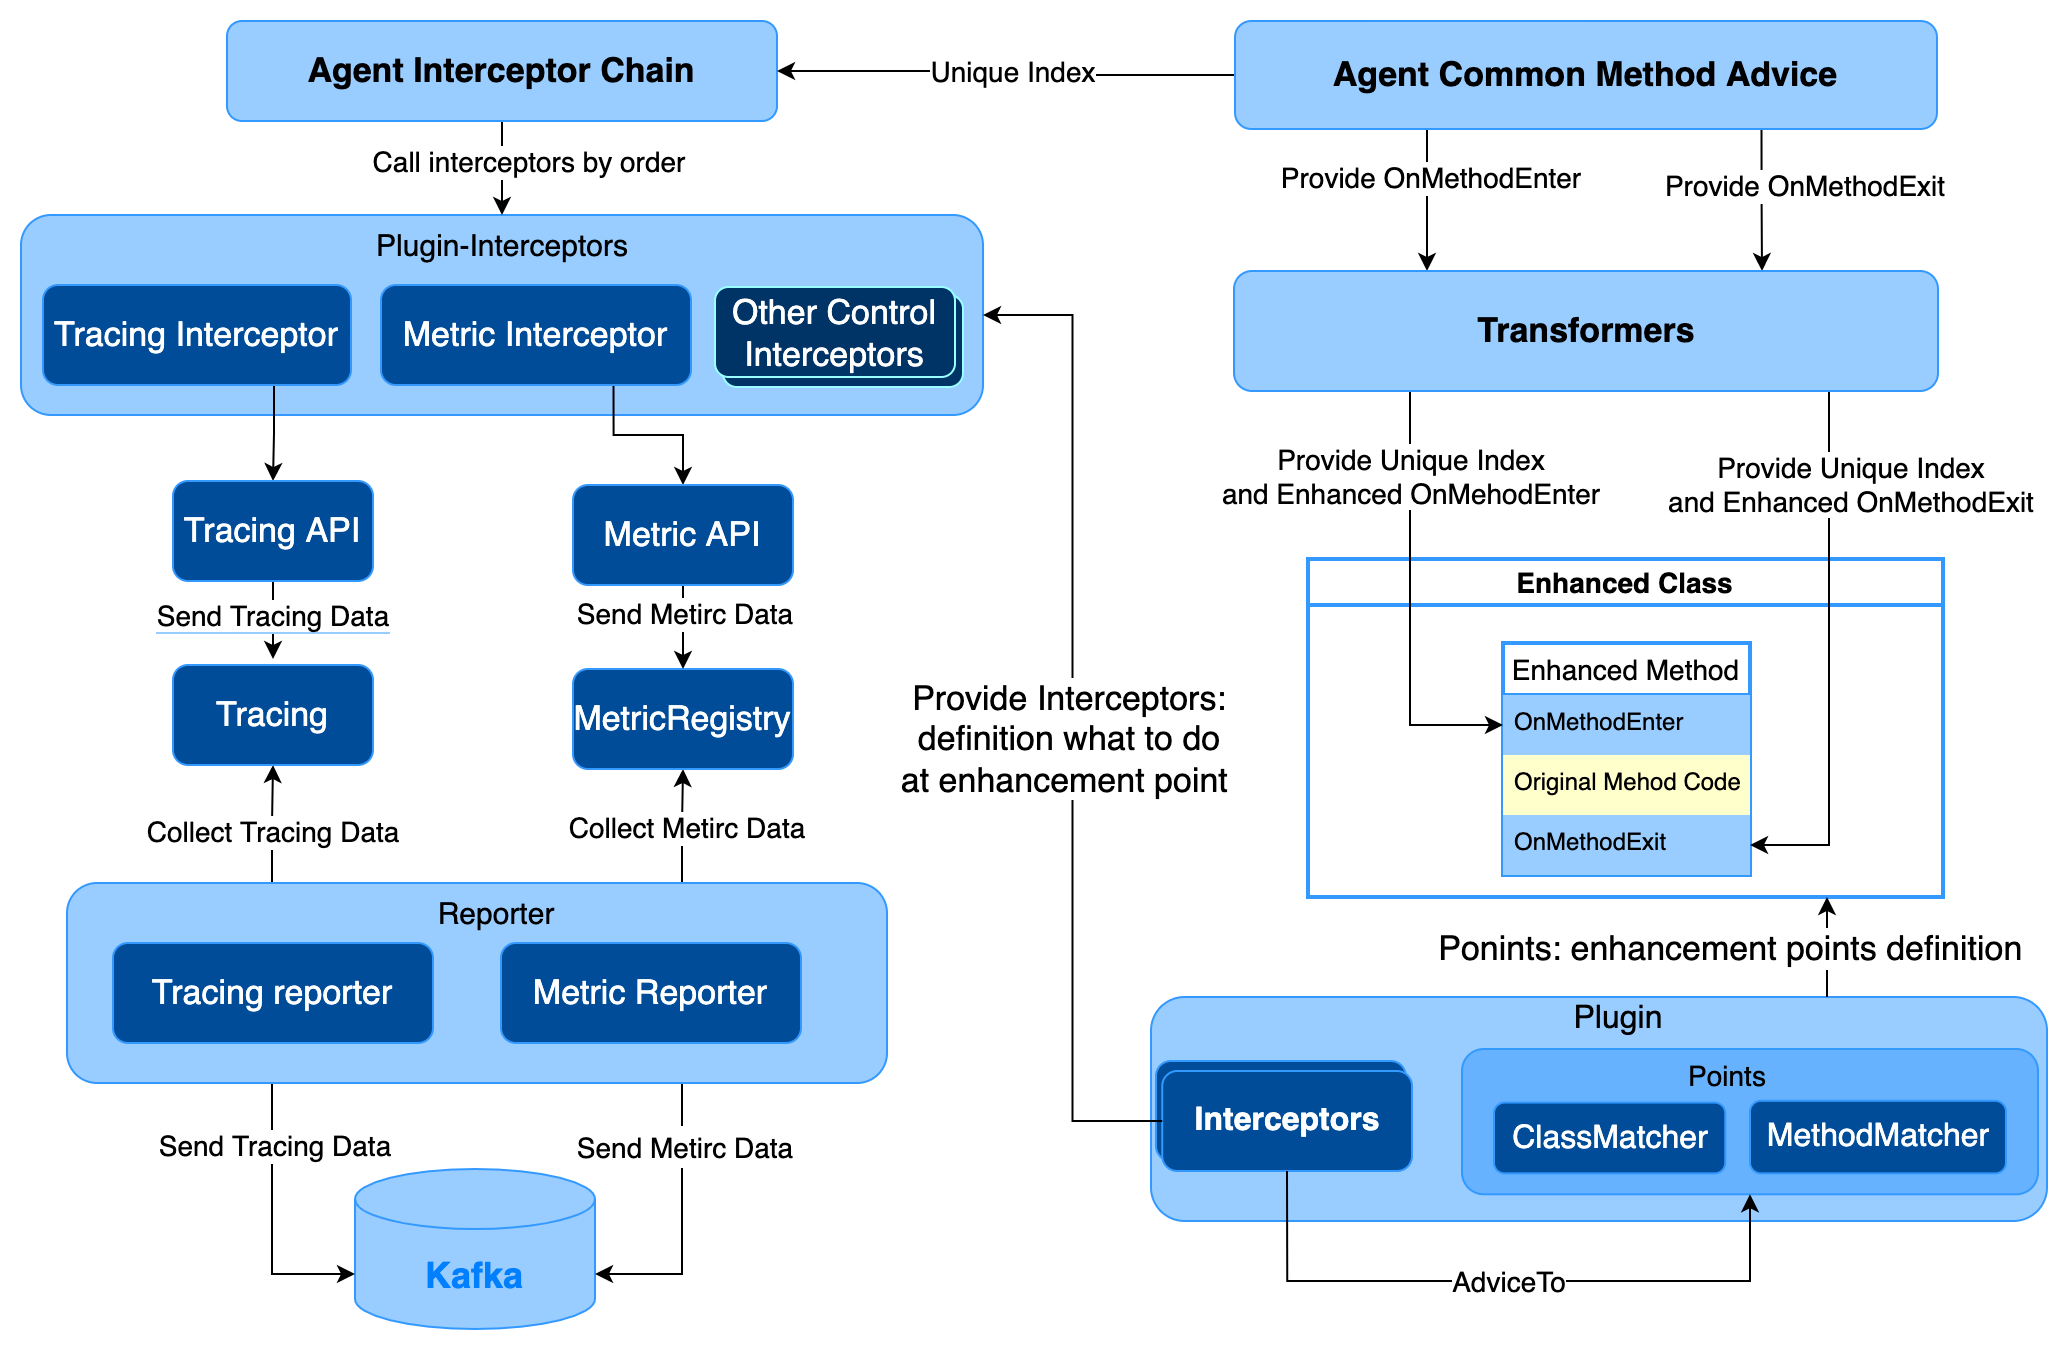 Agent Interceptor Chain
Unique Index
Agent Common Method Advice
Call interceptors by order
Provide OnMethodEnter
Provide OnMethodExit
Plugin-Interceptors
Tracing Interceptor
Metric Interceptor
Other Control
Interceptors
Transformers
Provide Unique Index
and Enhanced OnMehodEnter
Provide Unique Index
and Enhanced OnMethodExit
Tracing API
Metric API
Send Tracing Data
Send Metirc Data
Tracing
MetricRegistry
Enhanced Class
Enhanced Method
OnMethodEnter
Original Mehod Code
OnMethodExit
Provide Interceptors:
definition what to do
at enhancement point
Collect Tracing Data
Collect Metirc Data
Reporter
Tracing reporter
Metric Reporter
Ponints: enhancement points definition
Plugin
Interceptors
Points
ClassMatcher
MethodMatcher
Send Tracing Data
Send Metirc Data
Kafka
AdviceTo